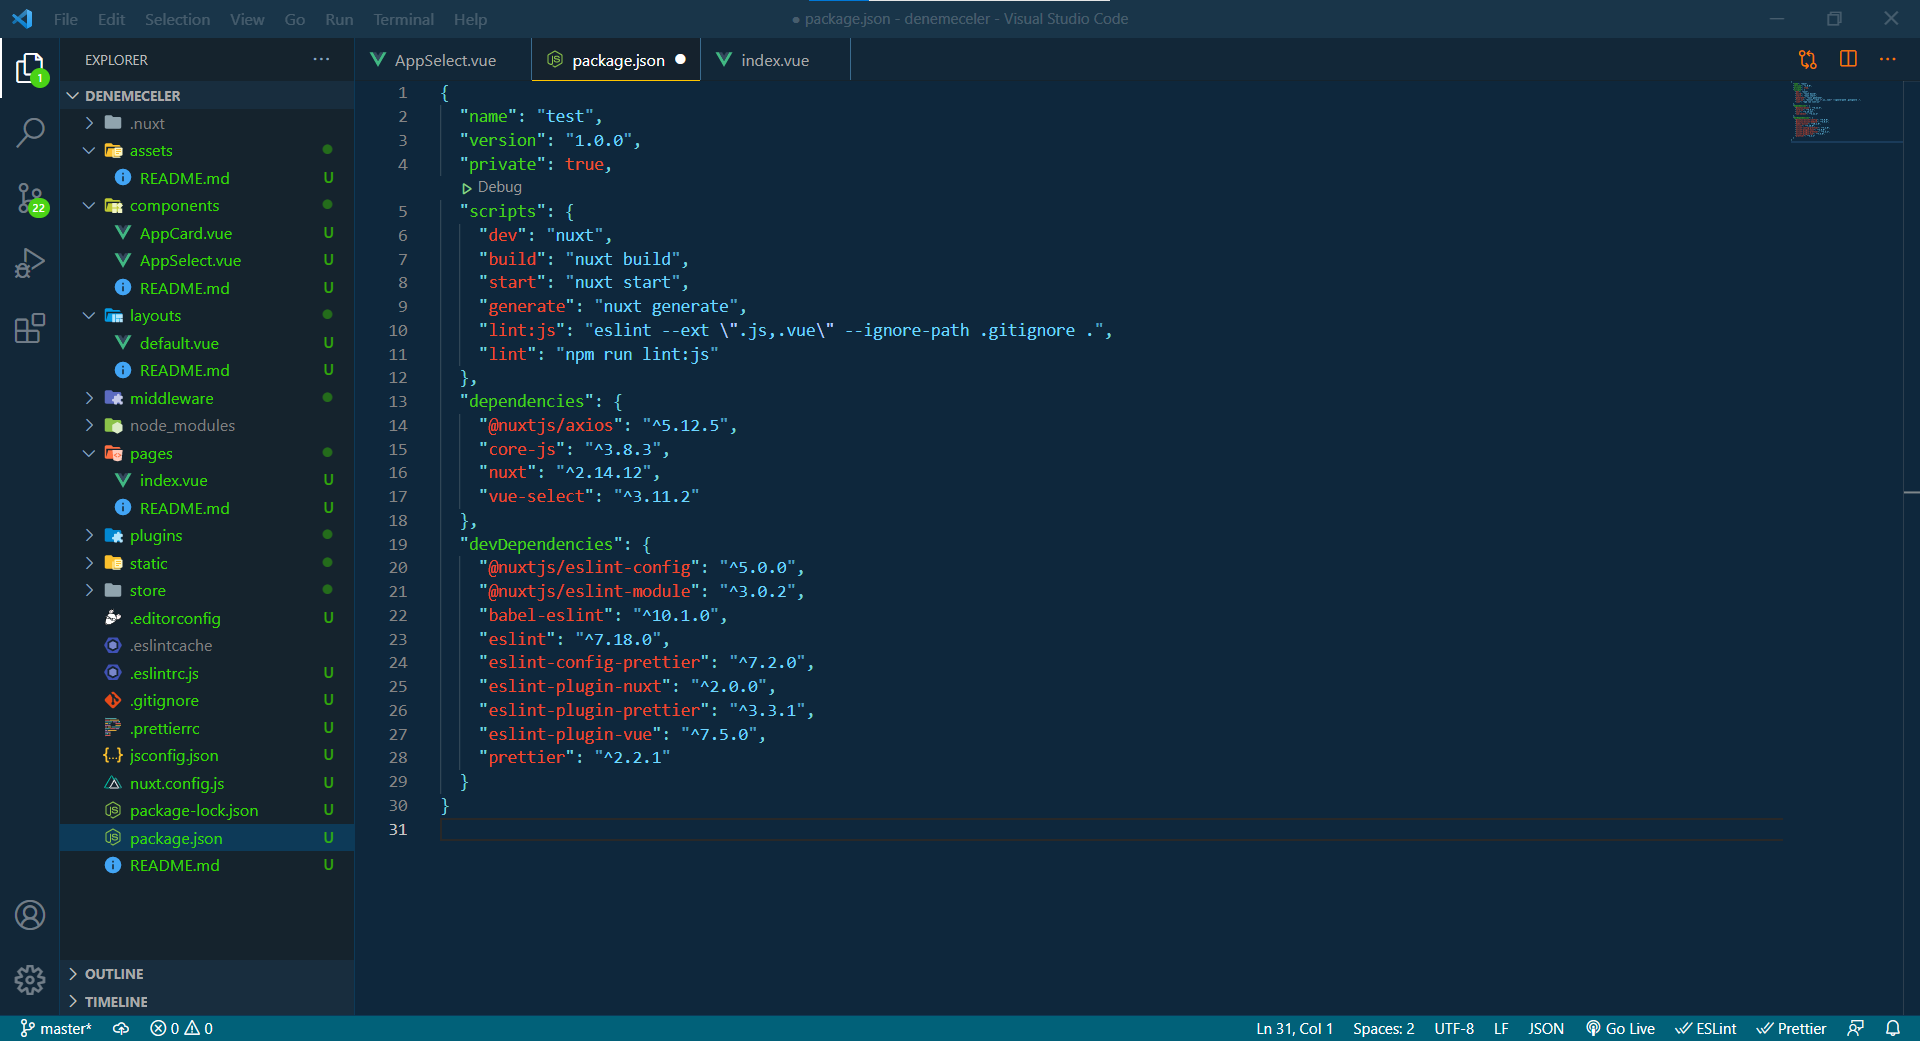 File Edit Selection View Go Run Terminal Help
● package.json - denemeceler - Visual Studio Code
EXPLORER
DENEMECELER
.nuxt
assets
README.md U
components
AppCard.vue U
AppSelect.vue U
README.md U
layouts
default.vue U
README.md U
middleware
node_modules
pages
index.vue U
README.md U
plugins
static
store
.editorconfig U
.eslintcache
.eslintrc.js U
.gitignore U
.prettierrc U
jsconfig.json U
nuxt.config.js U
package-lock.json U
package.json U
README.md U
OUTLINE
TIMELINE
1
22
AppSelect.vue package.json index.vue
1 {
2 "name": "test",
3 "version": "1.0.0",
4 "private": true,
Debug
5 "scripts": {
6 "dev": "nuxt",
7 "build": "nuxt build",
8 "start": "nuxt start",
9 "generate": "nuxt generate",
10 "lint:js": "eslint --ext \".js,.vue\" --ignore-path .gitignore .",
11 "lint": "npm run lint:js"
12 },
13 "dependencies": {
14 "@nuxtjs/axios": "^5.12.5",
15 "core-js": "^3.8.3",
16 "nuxt": "^2.14.12",
17 "vue-select": "^3.11.2"
18 },
19 "devDependencies": {
20 "@nuxtjs/eslint-config": "^5.0.0",
21 "@nuxtjs/eslint-module": "^3.0.2",
22 "babel-eslint": "^10.1.0",
23 "eslint": "^7.18.0",
24 "eslint-config-prettier": "^7.2.0",
25 "eslint-plugin-nuxt": "^2.0.0",
26 "eslint-plugin-prettier": "^3.3.1",
27 "eslint-plugin-vue": "^7.5.0",
28 "prettier": "^2.2.1"
29 }
30 }
31
master* 0 0 Ln 31, Col 1 Spaces: 2 UTF-8 LF JSON Go Live ESLint Prettier